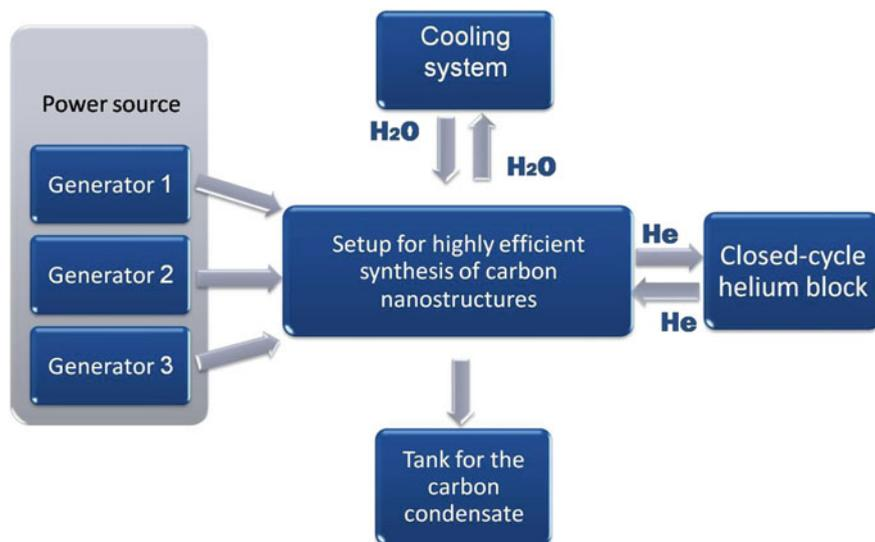 Cooling
system
Power source
H2O
H2O
Generator 1
Generator 2
Generator 3
Setup for highly efficient
synthesis of carbon
nanostructures
He
He
Closed-cycle
helium block
Tank for the
carbon
condensate